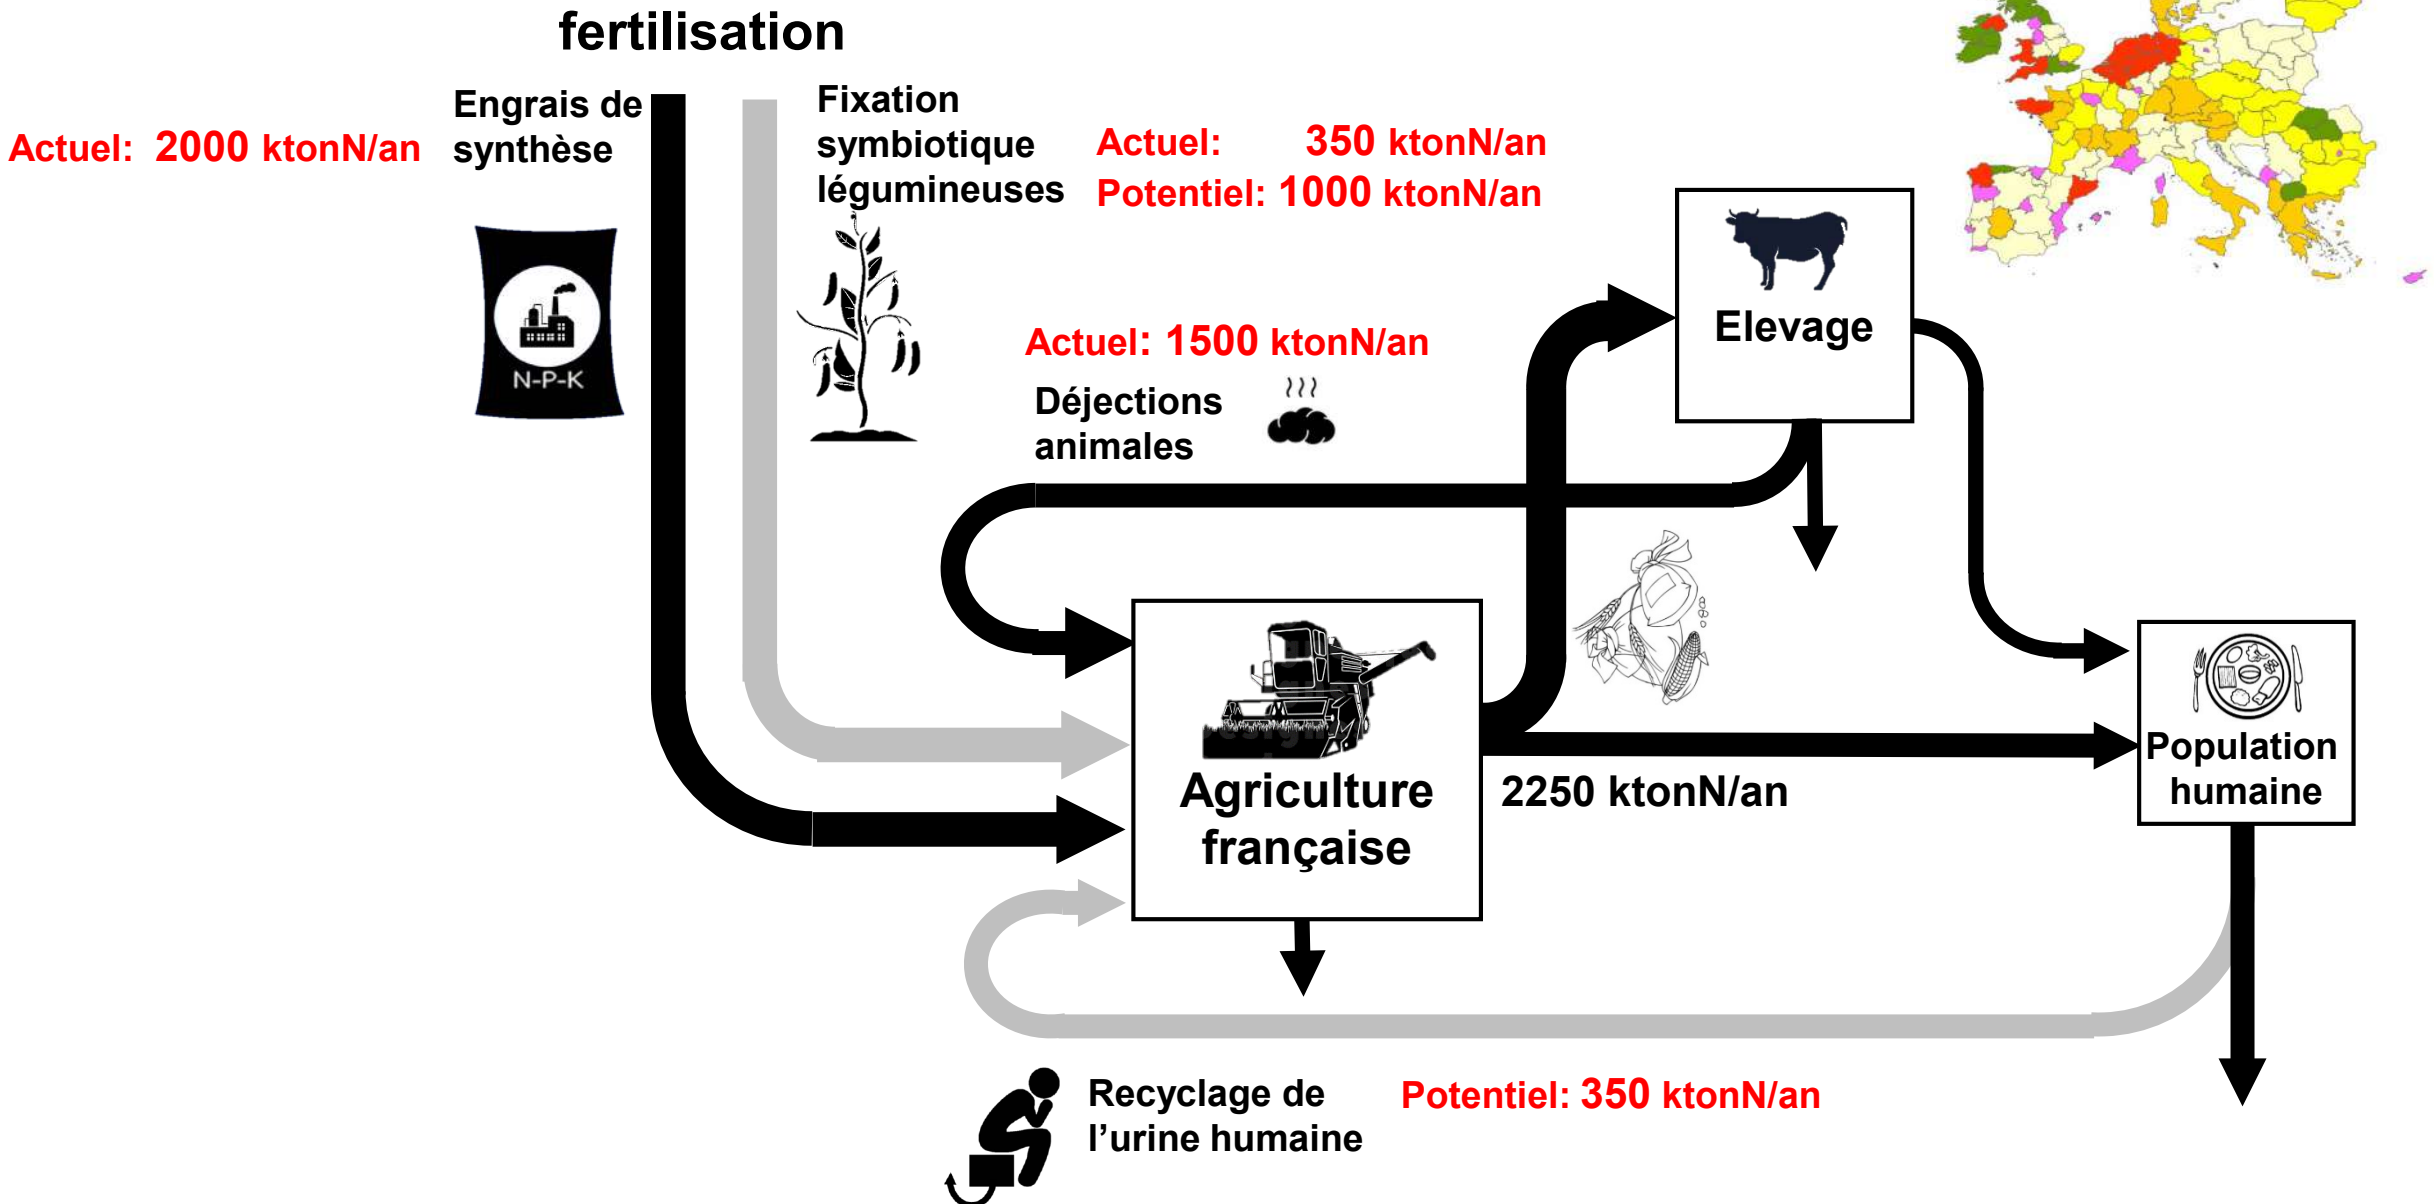 fertilisation
Engrais de
synthèse
Actuel: 2000 ktonN/an
Fixation
symbiotique
légumineuses
Actuel: 350 ktonN/an
Potentiel: 1000 ktonN/an
N-P-K
Actuel: 1500 ktonN/an
Déjections
animales
Elevage
Agriculture
française
2250 ktonN/an
Population
humaine
Recyclage de
l’urine humaine
Potentiel: 350 ktonN/an